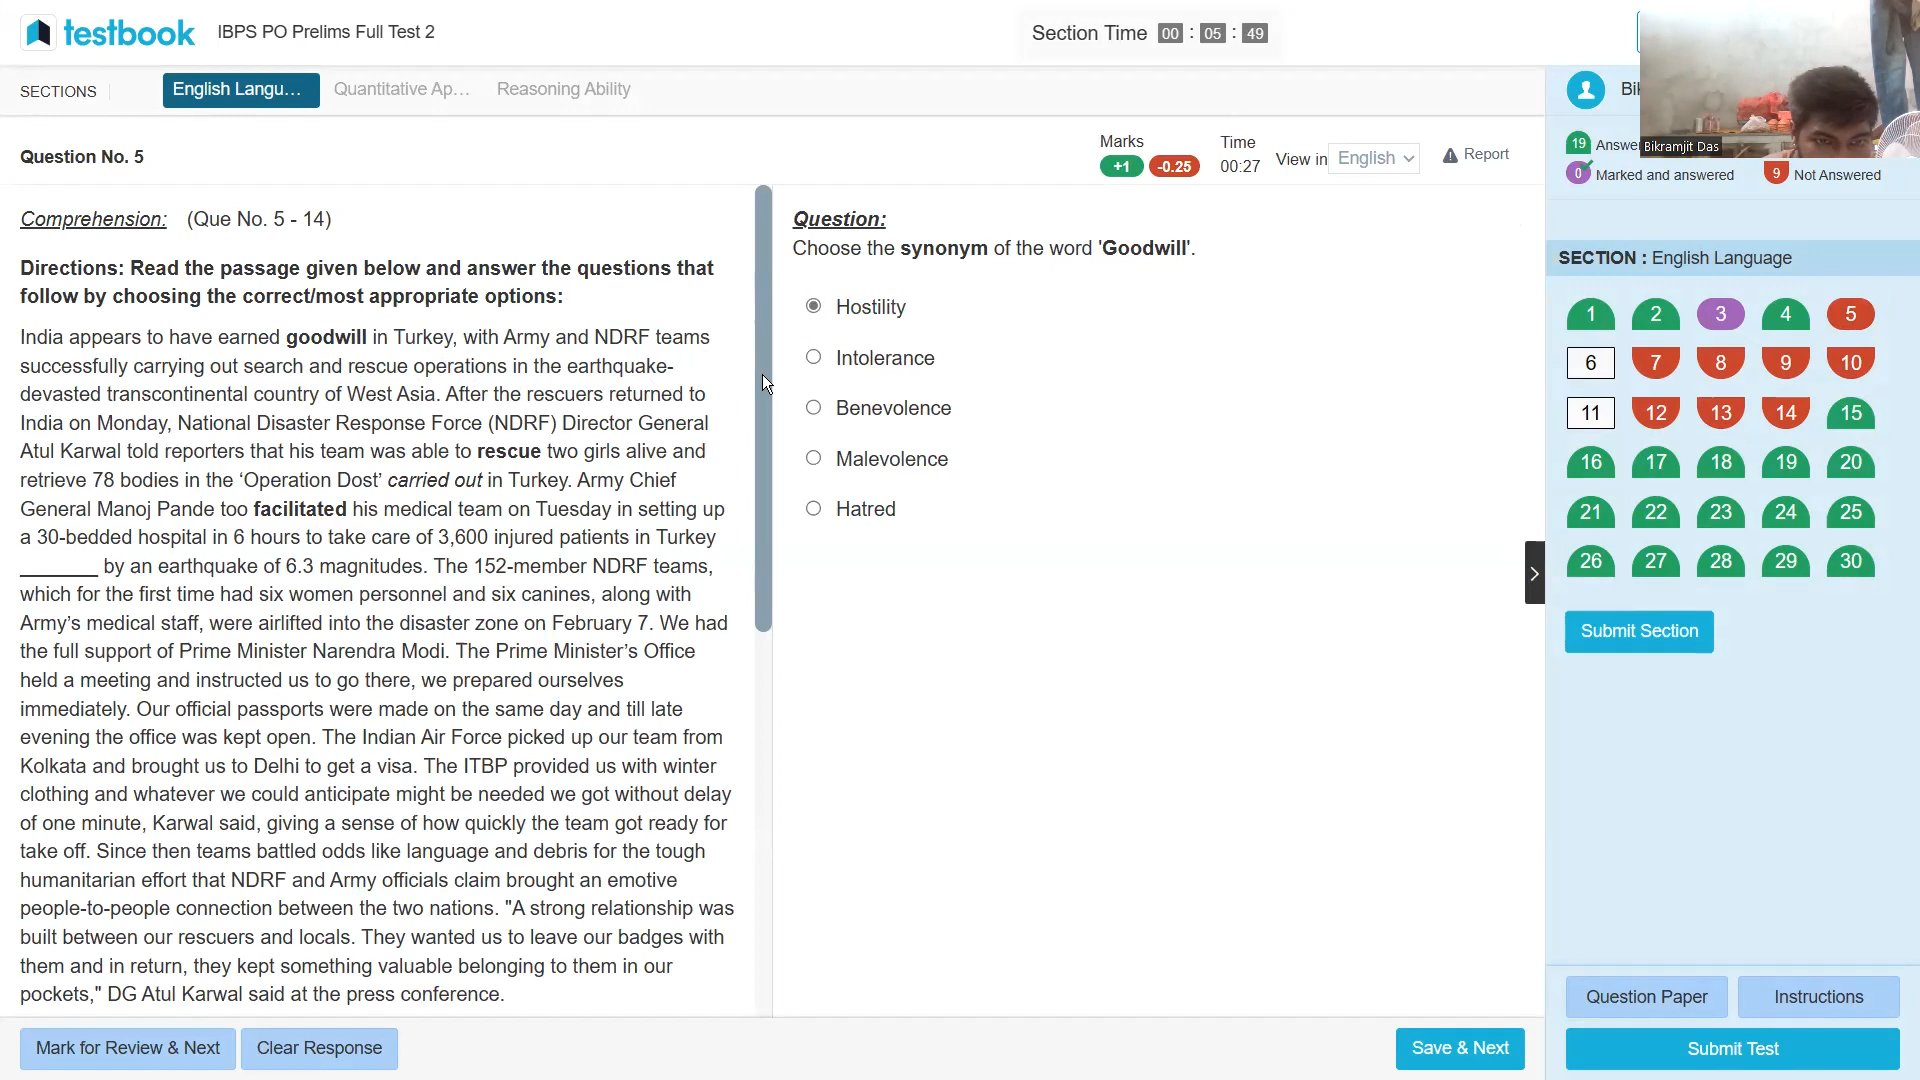 testbook IBPS PO Prelims Full Test 2 Section Time 00 : 05 : 49
SECTIONS English Langu... Quantitative Ap... Reasoning Ability
Question No. 5
Marks Time
+1 -0.25 00:27 View in English Report
Comprehension: (Que No. 5 - 14)
Directions: Read the passage given below and answer the questions that
follow by choosing the correct/most appropriate options:
India appears to have earned goodwill in Turkey, with Army and NDRF teams
successfully carrying out search and rescue operations in the earthquake-
devasted transcontinental country of West Asia. After the rescuers returned to
India on Monday, National Disaster Response Force (NDRF) Director General
Atul Karwal told reporters that his team was able to rescue two girls alive and
retrieve 78 bodies in the ‘Operation Dost’ carried out in Turkey. Army Chief
General Manoj Pande too facilitated his medical team on Tuesday in setting up
a 30-bedded hospital in 6 hours to take care of 3,600 injured patients in Turkey
_______ by an earthquake of 6.3 magnitudes. The 152-member NDRF teams,
which for the first time had six women personnel and six canines, along with
Army’s medical staff, were airlifted into the disaster zone on February 7. We had
the full support of Prime Minister Narendra Modi. The Prime Minister’s Office
held a meeting and instructed us to go there, we prepared ourselves
immediately. Our official passports were made on the same day and till late
evening the office was kept open. The Indian Air Force picked up our team from
Kolkata and brought us to Delhi to get a visa. The ITBP provided us with winter
clothing and whatever we could anticipate might be needed we got without delay
of one minute, Karwal said, giving a sense of how quickly the team got ready for
take off. Since then teams battled odds like language and debris for the tough
humanitarian effort that NDRF and Army officials claim brought an emotive
people-to-people connection between the two nations. "A strong relationship was
built between our rescuers and locals. They wanted us to leave our badges with
them and in return, they kept something valuable belonging to them in our
pockets," DG Atul Karwal said at the press conference.
Question:
Choose the synonym of the word 'Goodwill'.
Hostility
Intolerance
Benevolence
Malevolence
Hatred
Bikramjit Das
19
0 Marked and answered 9 Not Answered
SECTION : English Language
1 2 3 4 5
6 7 8 9 10
11 12 13 14 15
16 17 18 19 20
21 22 23 24 25
26 27 28 29 30
Submit Section
Question Paper Instructions
Mark for Review & Next Clear Response Save & Next Submit Test